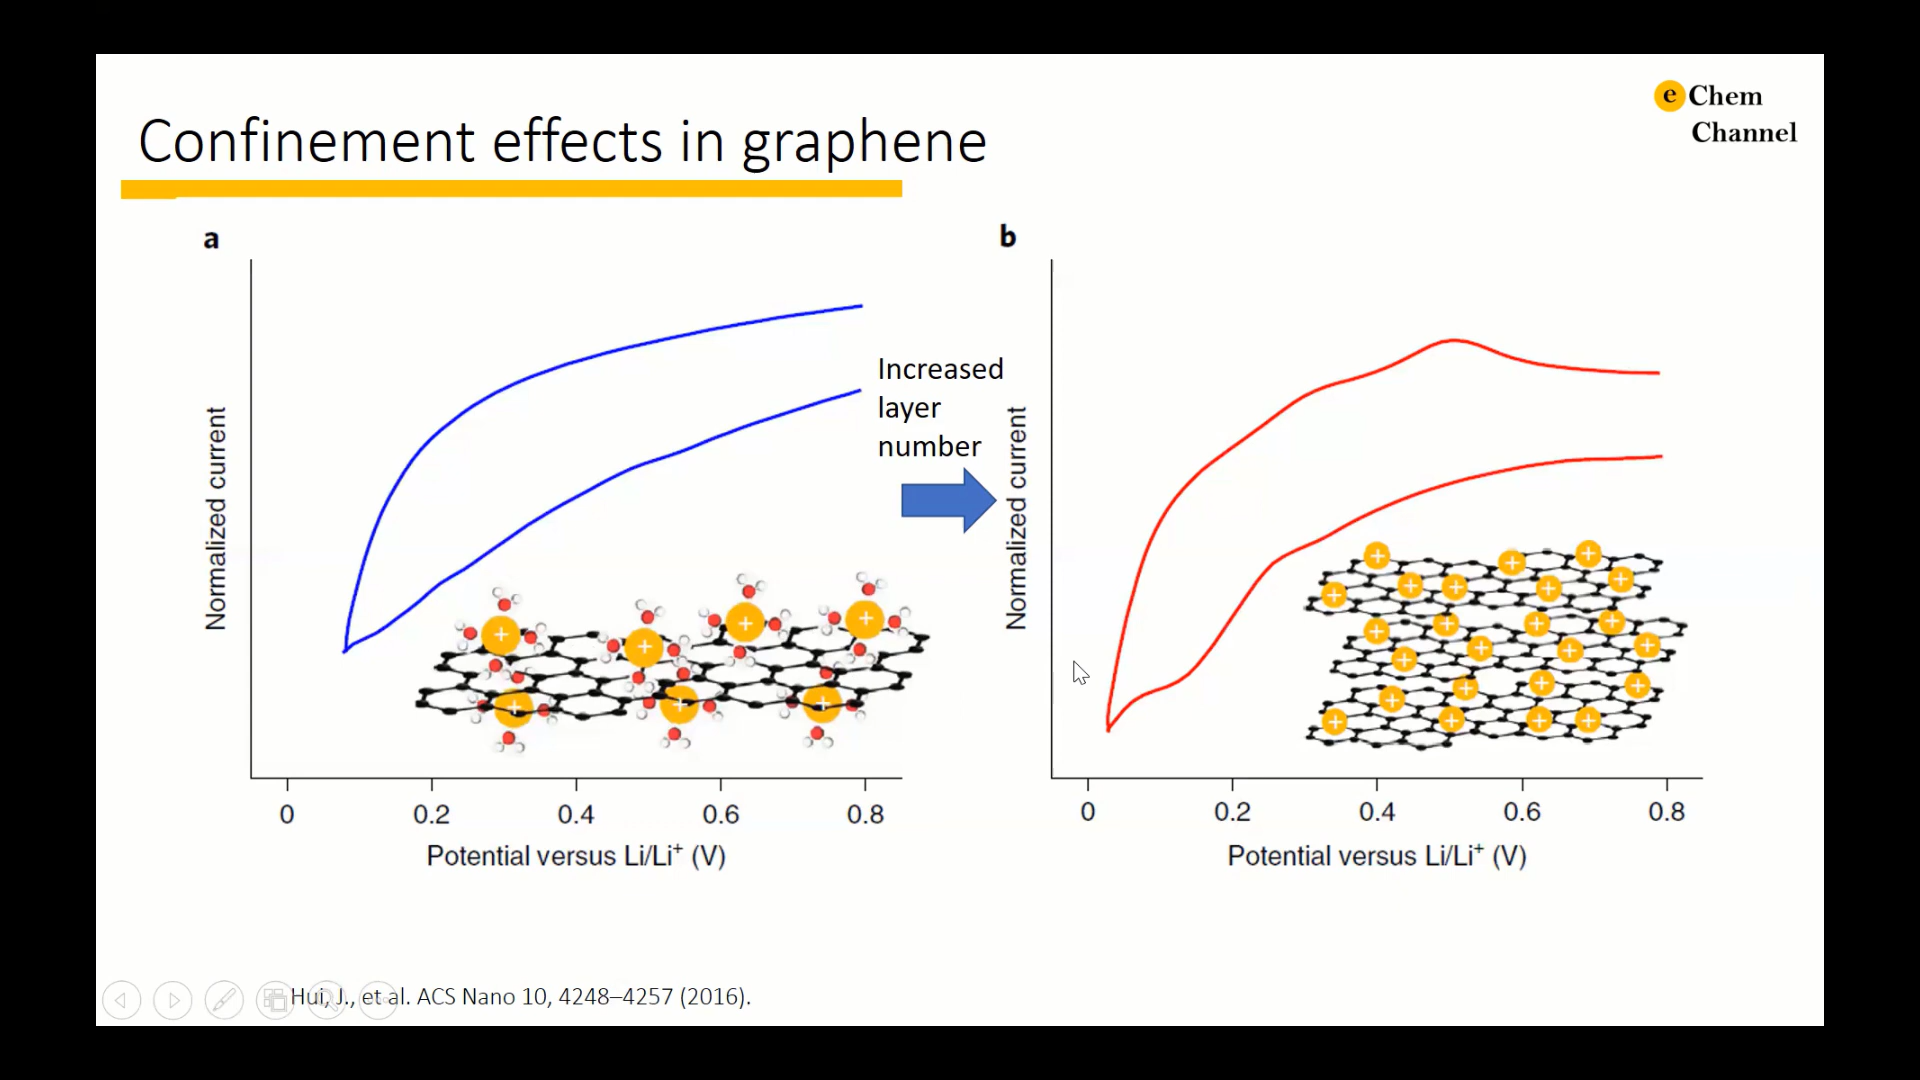 e Chem
Channel
Confinement effects in graphene
a
Normalized current
0 0.2 0.4 0.6 0.8
Potential versus Li/Li⁺ (V)
Increased
layer
number
b
Normalized current
0 0.2 0.4 0.6 0.8
Potential versus Li/Li⁺ (V)
Hui, J., et al. ACS Nano 10, 4248–4257 (2016).